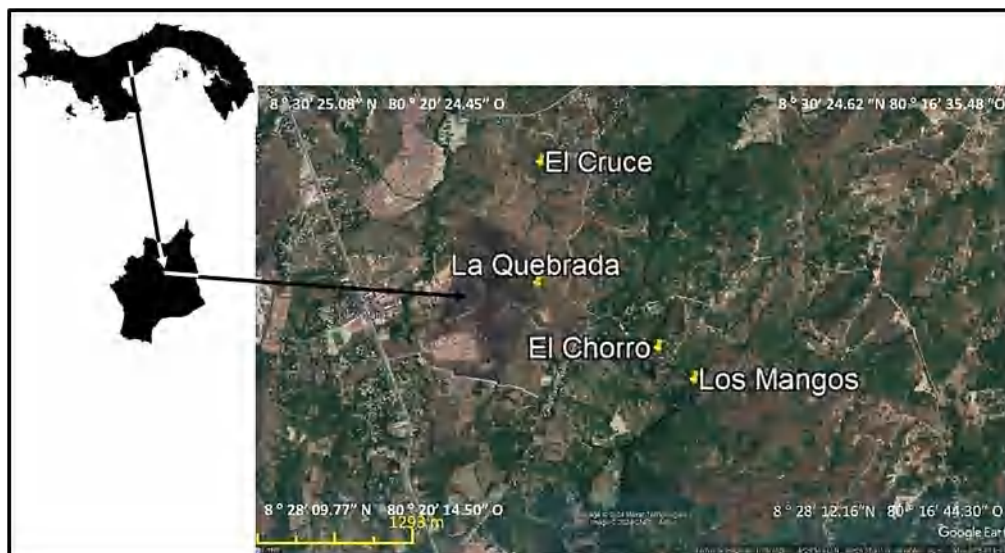 8 ° 30′ 25.08″ N 80 ° 20′ 24.45″ O
8 ° 30′ 24.62 ″N 80 ° 16′ 35.48 ″O
El Cruce
La Quebrada
El Chorro
Los Mangos
8 ° 28′ 09.77″ N 80 ° 20′ 14.50″ O
8 ° 28′ 12.16″ N 80 ° 16′ 44.30″ O
1293 m
Google Eart